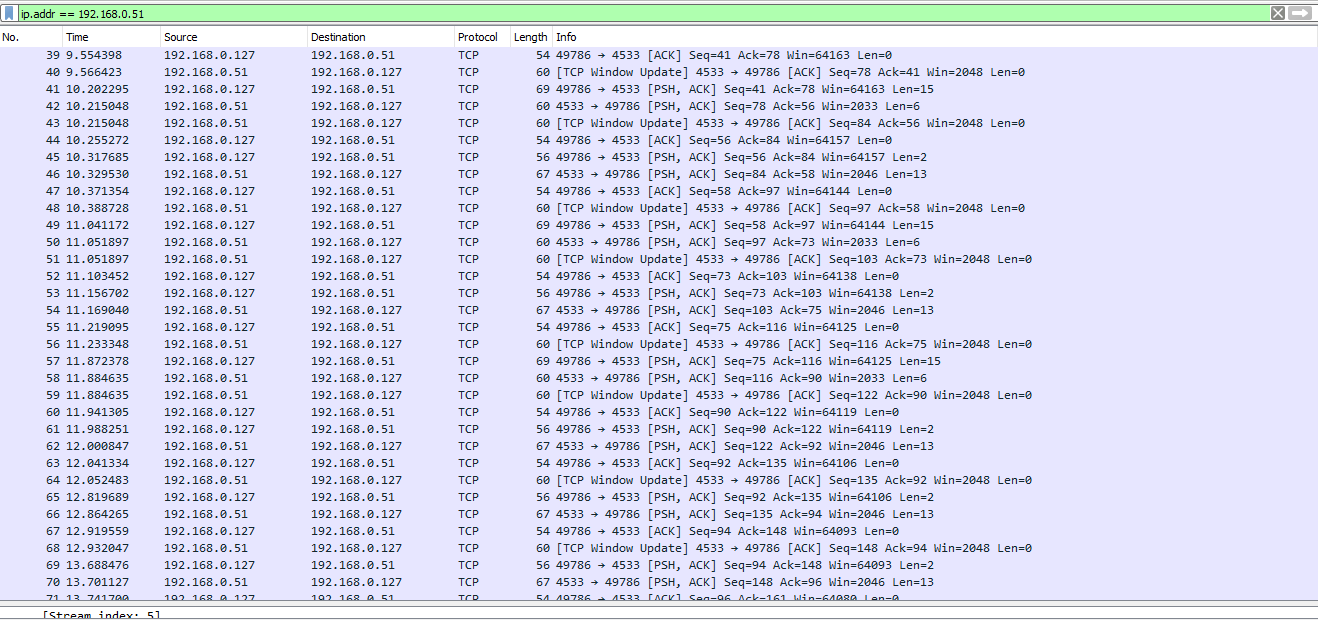 ip.addr == 192.168.0.51
No. Time Source Destination Protocol Length Info
39 9.554398 192.168.0.127 192.168.0.51 TCP 54 49786 → 4533 [ACK] Seq=41 Ack=78 Win=64163 Len=0
40 9.566423 192.168.0.51 192.168.0.127 TCP 60 [TCP Window Update] 4533 → 49786 [ACK] Seq=78 Ack=41 Win=2048 Len=0
41 10.202295 192.168.0.127 192.168.0.51 TCP 69 49786 → 4533 [PSH, ACK] Seq=41 Ack=78 Win=64163 Len=15
42 10.215048 192.168.0.51 192.168.0.127 TCP 60 4533 → 49786 [PSH, ACK] Seq=78 Ack=56 Win=2033 Len=6
43 10.215048 192.168.0.51 192.168.0.127 TCP 60 [TCP Window Update] 4533 → 49786 [ACK] Seq=84 Ack=56 Win=2048 Len=0
44 10.255272 192.168.0.127 192.168.0.51 TCP 54 49786 → 4533 [ACK] Seq=56 Ack=84 Win=64157 Len=0
45 10.317685 192.168.0.127 192.168.0.51 TCP 56 49786 → 4533 [PSH, ACK] Seq=56 Ack=84 Win=64157 Len=2
46 10.329530 192.168.0.51 192.168.0.127 TCP 67 4533 → 49786 [PSH, ACK] Seq=84 Ack=58 Win=2046 Len=13
47 10.371354 192.168.0.127 192.168.0.51 TCP 54 49786 → 4533 [ACK] Seq=58 Ack=97 Win=64144 Len=0
48 10.388728 192.168.0.51 192.168.0.127 TCP 60 [TCP Window Update] 4533 → 49786 [ACK] Seq=97 Ack=58 Win=2048 Len=0
49 11.041172 192.168.0.127 192.168.0.51 TCP 69 49786 → 4533 [PSH, ACK] Seq=58 Ack=97 Win=64144 Len=15
50 11.051897 192.168.0.51 192.168.0.127 TCP 60 4533 → 49786 [PSH, ACK] Seq=97 Ack=73 Win=2033 Len=6
51 11.051897 192.168.0.51 192.168.0.127 TCP 60 [TCP Window Update] 4533 → 49786 [ACK] Seq=103 Ack=73 Win=2048 Len=0
52 11.103452 192.168.0.127 192.168.0.51 TCP 54 49786 → 4533 [ACK] Seq=73 Ack=103 Win=64138 Len=0
53 11.156702 192.168.0.127 192.168.0.51 TCP 56 49786 → 4533 [PSH, ACK] Seq=73 Ack=103 Win=64138 Len=2
54 11.169040 192.168.0.51 192.168.0.127 TCP 67 4533 → 49786 [PSH, ACK] Seq=103 Ack=75 Win=2046 Len=13
55 11.219095 192.168.0.127 192.168.0.51 TCP 54 49786 → 4533 [ACK] Seq=75 Ack=116 Win=64125 Len=0
56 11.233348 192.168.0.51 192.168.0.127 TCP 60 [TCP Window Update] 4533 → 49786 [ACK] Seq=116 Ack=75 Win=2048 Len=0
57 11.872378 192.168.0.127 192.168.0.51 TCP 69 49786 → 4533 [PSH, ACK] Seq=75 Ack=116 Win=64125 Len=15
58 11.884635 192.168.0.51 192.168.0.127 TCP 60 4533 → 49786 [PSH, ACK] Seq=116 Ack=90 Win=2033 Len=6
59 11.884635 192.168.0.51 192.168.0.127 TCP 60 [TCP Window Update] 4533 → 49786 [ACK] Seq=122 Ack=90 Win=2048 Len=0
60 11.941305 192.168.0.127 192.168.0.51 TCP 54 49786 → 4533 [ACK] Seq=90 Ack=122 Win=64119 Len=0
61 11.988251 192.168.0.127 192.168.0.51 TCP 56 49786 → 4533 [PSH, ACK] Seq=90 Ack=122 Win=64119 Len=2
62 12.000847 192.168.0.51 192.168.0.127 TCP 67 4533 → 49786 [PSH, ACK] Seq=122 Ack=92 Win=2046 Len=13
63 12.041334 192.168.0.127 192.168.0.51 TCP 54 49786 → 4533 [ACK] Seq=92 Ack=135 Win=64106 Len=0
64 12.052483 192.168.0.51 192.168.0.127 TCP 60 [TCP Window Update] 4533 → 49786 [ACK] Seq=135 Ack=92 Win=2048 Len=0
65 12.819689 192.168.0.127 192.168.0.51 TCP 56 49786 → 4533 [PSH, ACK] Seq=92 Ack=135 Win=64106 Len=2
66 12.864265 192.168.0.51 192.168.0.127 TCP 67 4533 → 49786 [PSH, ACK] Seq=135 Ack=94 Win=2046 Len=13
67 12.919559 192.168.0.127 192.168.0.51 TCP 54 49786 → 4533 [ACK] Seq=94 Ack=148 Win=64093 Len=0
68 12.932047 192.168.0.51 192.168.0.127 TCP 60 [TCP Window Update] 4533 → 49786 [ACK] Seq=148 Ack=94 Win=2048 Len=0
69 13.688476 192.168.0.127 192.168.0.51 TCP 56 49786 → 4533 [PSH, ACK] Seq=94 Ack=148 Win=64093 Len=2
70 13.701127 192.168.0.51 192.168.0.127 TCP 67 4533 → 49786 [PSH, ACK] Seq=148 Ack=96 Win=2046 Len=13
71 13.741700 192.168.0.127 192.168.0.51 TCP 54 49786 → 4533 [ACK] Seq=96 Ack=161 Win=64080 Len=0
[Stream index: 5]